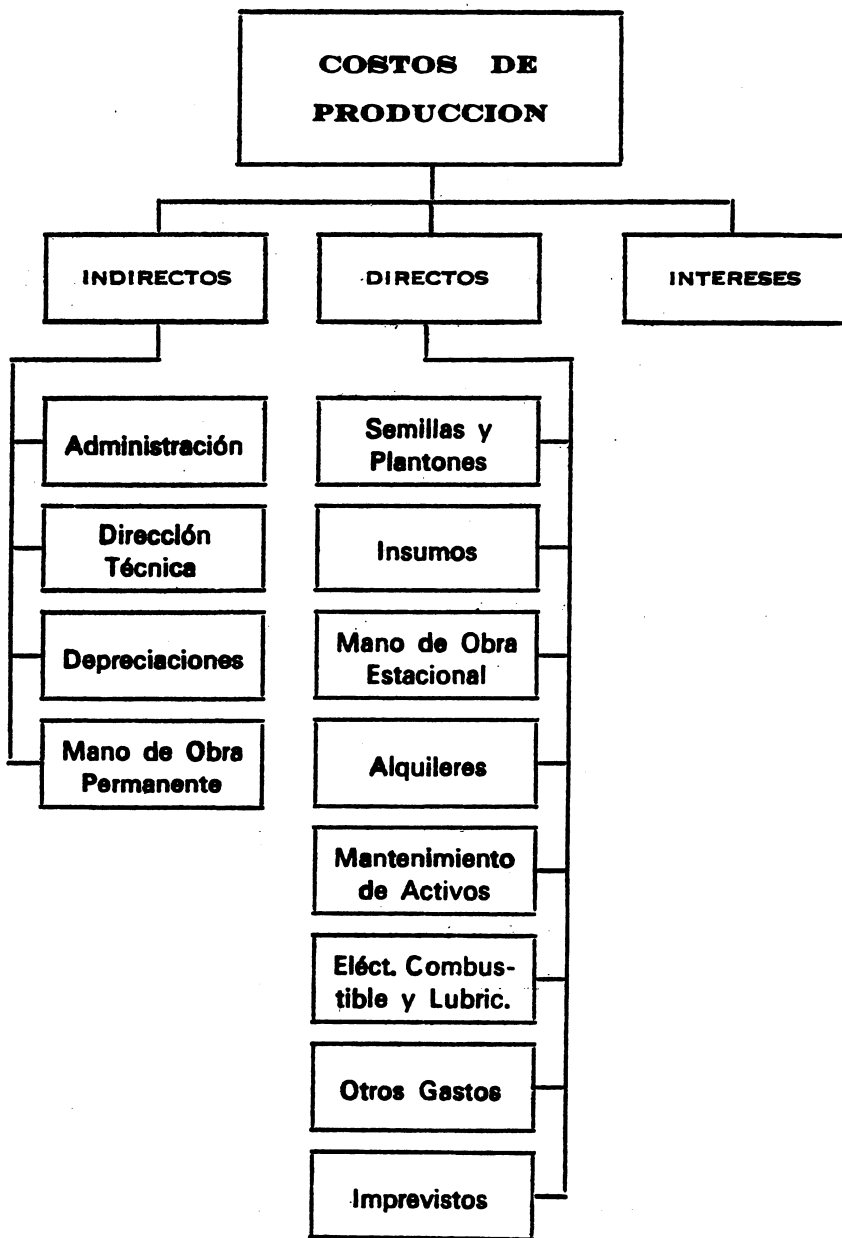 COSTOS DE
PRODUCCION
INDIRECTOS
DIRECTOS
INTERESES
Administración
Dirección
Técnica
Depreciaciones
Mano de Obra
Permanente
Semillas y
Plantones
Insumos
Mano de Obra
Estacional
Alquileres
Mantenimiento
de Activos
Eléct. Combus-
tible y Lubric.
Otros Gastos
Imprevistos